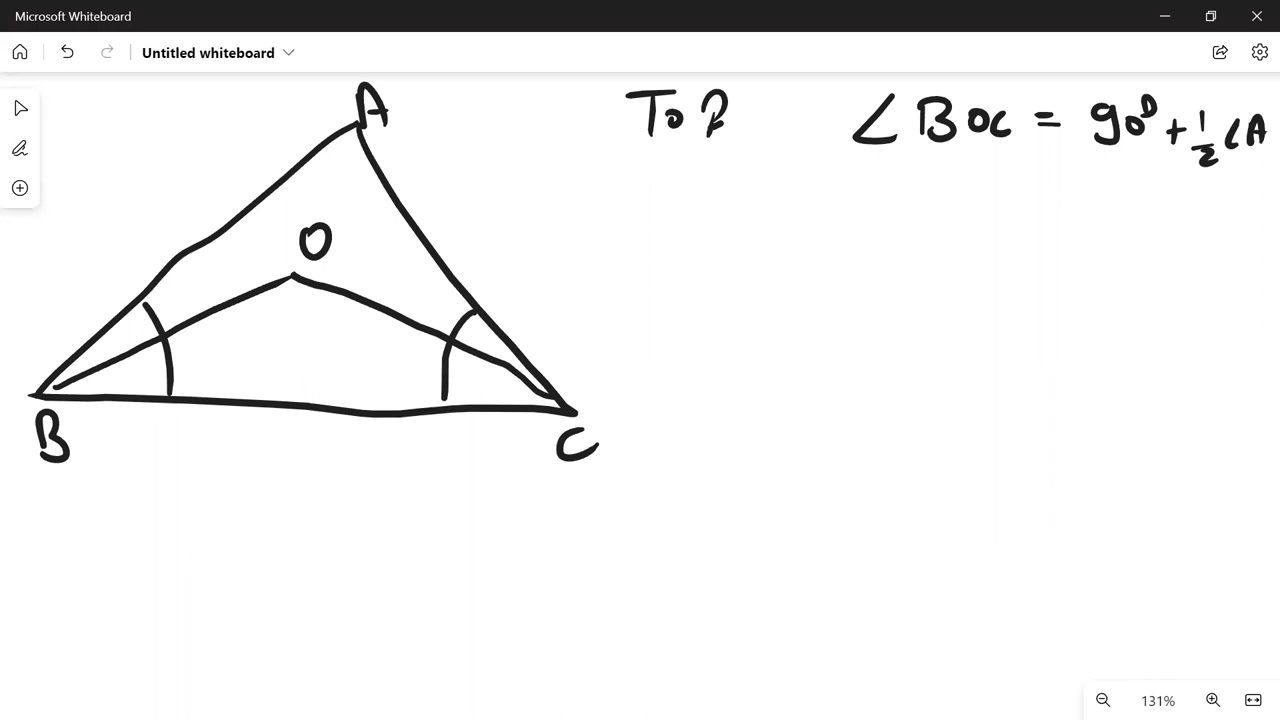 Microsoft Whiteboard
Untitled whiteboard
A
To P ∠BOC = 90° + 1/2 ∠A
O
B
C
131%